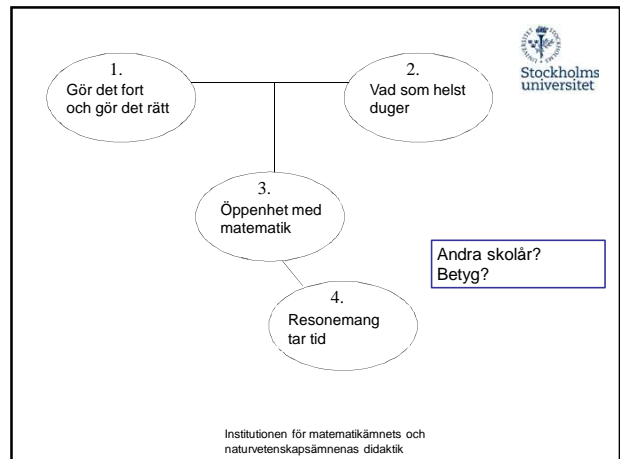 1.
Gör det fort
och gör det rätt
2.
Vad som helst
duger
Stockholms
universitet
3.
Öppenhet med
matematik
Andra skolår?
Betyg?
4.
Resonemang
tar tid
Institutionen för matematikämnets och
naturvetenskapsämnenas didaktik